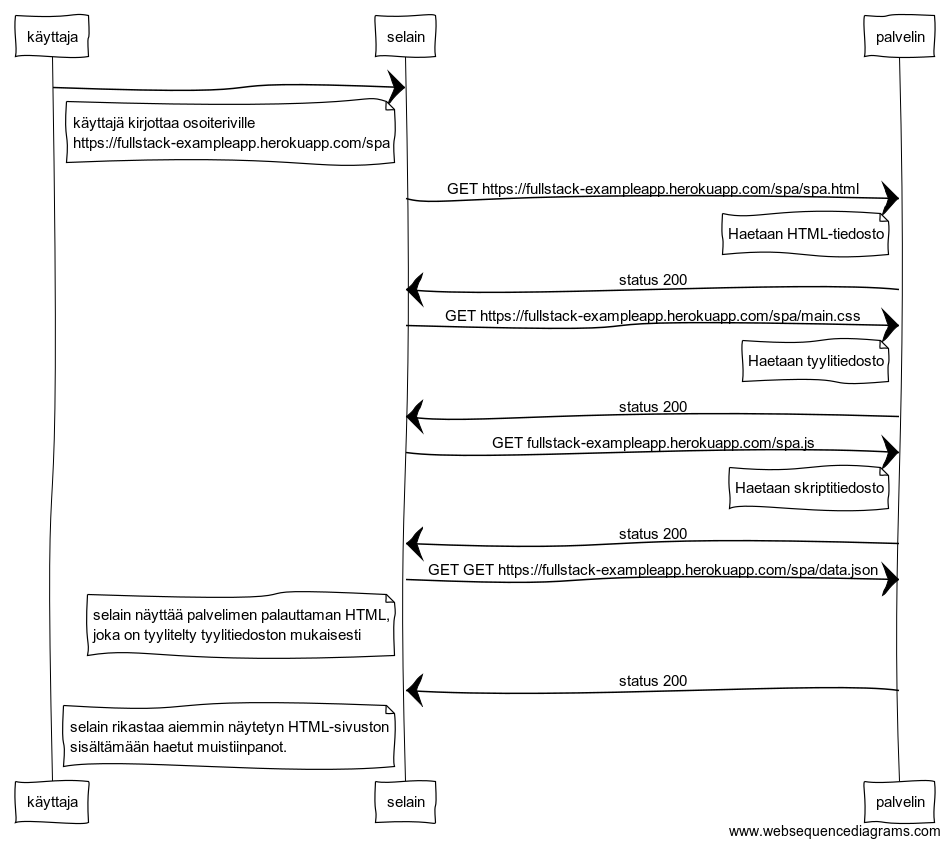 käyttaja
selain
palvelin
käyttajä kirjottaa osoiteriville
https://fullstack-exampleapp.herokuapp.com/spa
GET https://fullstack-exampleapp.herokuapp.com/spa/spa.html
Haetaan HTML-tiedosto
status 200
GET https://fullstack-exampleapp.herokuapp.com/spa/main.css
Haetaan tyylitiedosto
status 200
GET fullstack-exampleapp.herokuapp.com/spa.js
Haetaan skriptitiedosto
status 200
GET GET https://fullstack-exampleapp.herokuapp.com/spa/data.json
selain näyttää palvelimen palauttaman HTML,
joka on tyylitelty tyylitiedoston mukaisesti
status 200
selain rikastaa aiemmin näytetyn HTML-sivuston
sisältämään haetut muistiinpanot.
käyttaja
selain
palvelin
www.websequencediagrams.com